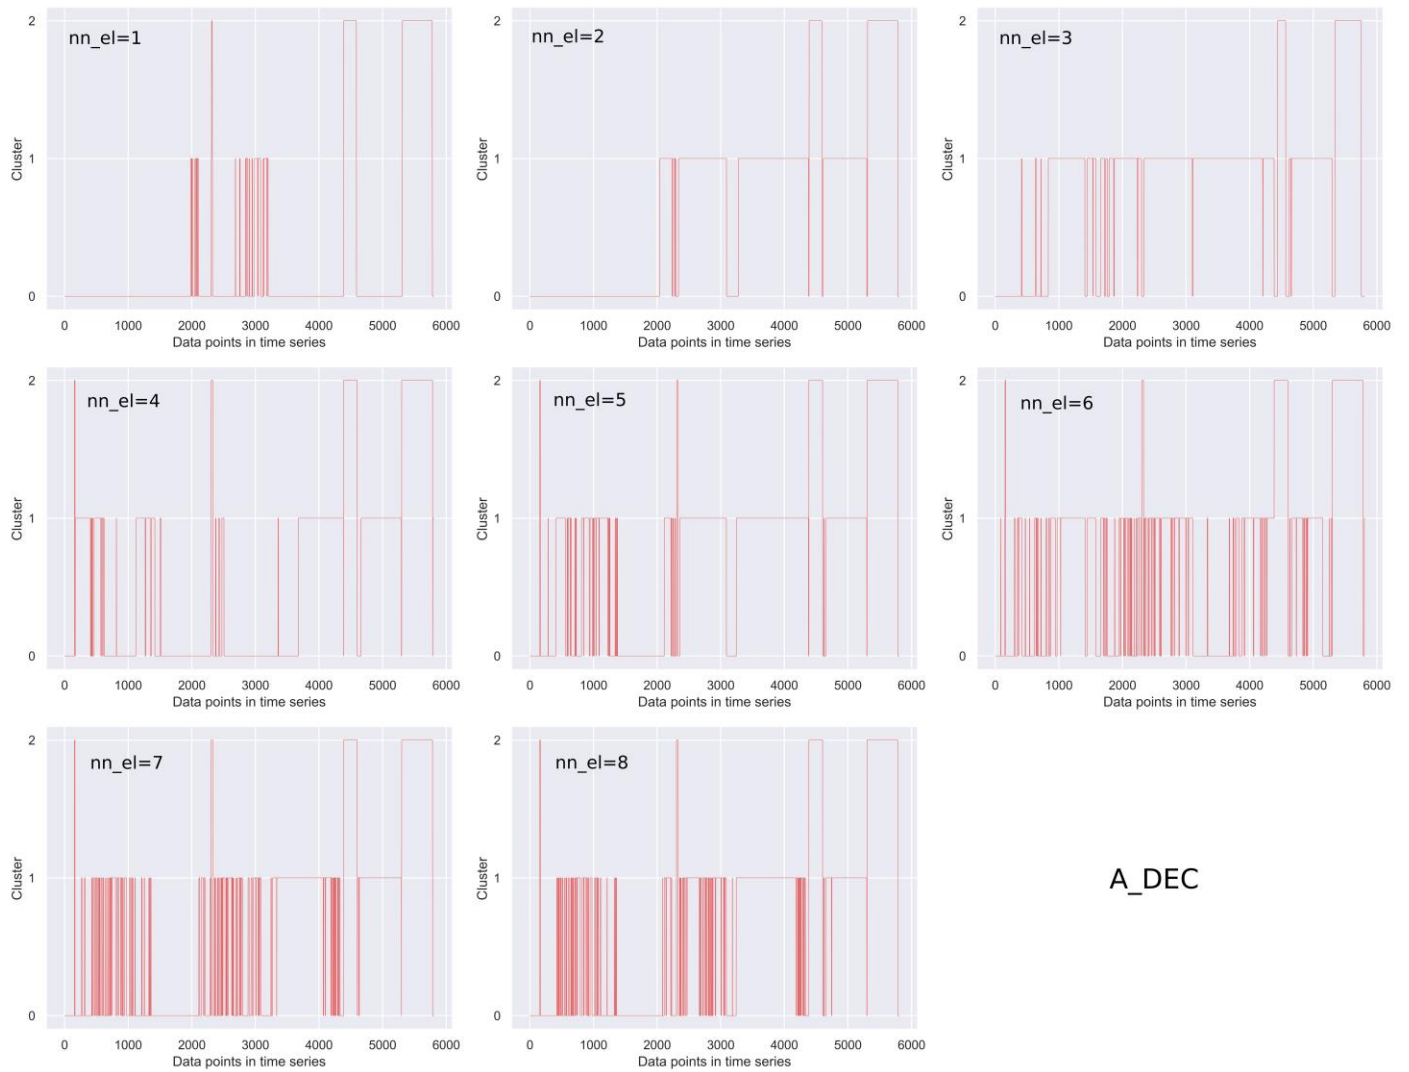 2
nn_el=1
Cluster
1
0
0 1000 2000 3000 4000 5000 6000
Data points in time series
2
nn_el=2
Cluster
1
0
0 1000 2000 3000 4000 5000 6000
Data points in time series
2
nn_el=3
Cluster
1
0
0 1000 2000 3000 4000 5000 6000
Data points in time series
2
nn_el=4
Cluster
1
0
0 1000 2000 3000 4000 5000 6000
Data points in time series
2
nn_el=5
Cluster
1
0
0 1000 2000 3000 4000 5000 6000
Data points in time series
2
nn_el=6
Cluster
1
0
0 1000 2000 3000 4000 5000 6000
Data points in time series
2
nn_el=7
Cluster
1
0
0 1000 2000 3000 4000 5000 6000
Data points in time series
2
nn_el=8
Cluster
1
0
0 1000 2000 3000 4000 5000 6000
Data points in time series
A_DEC